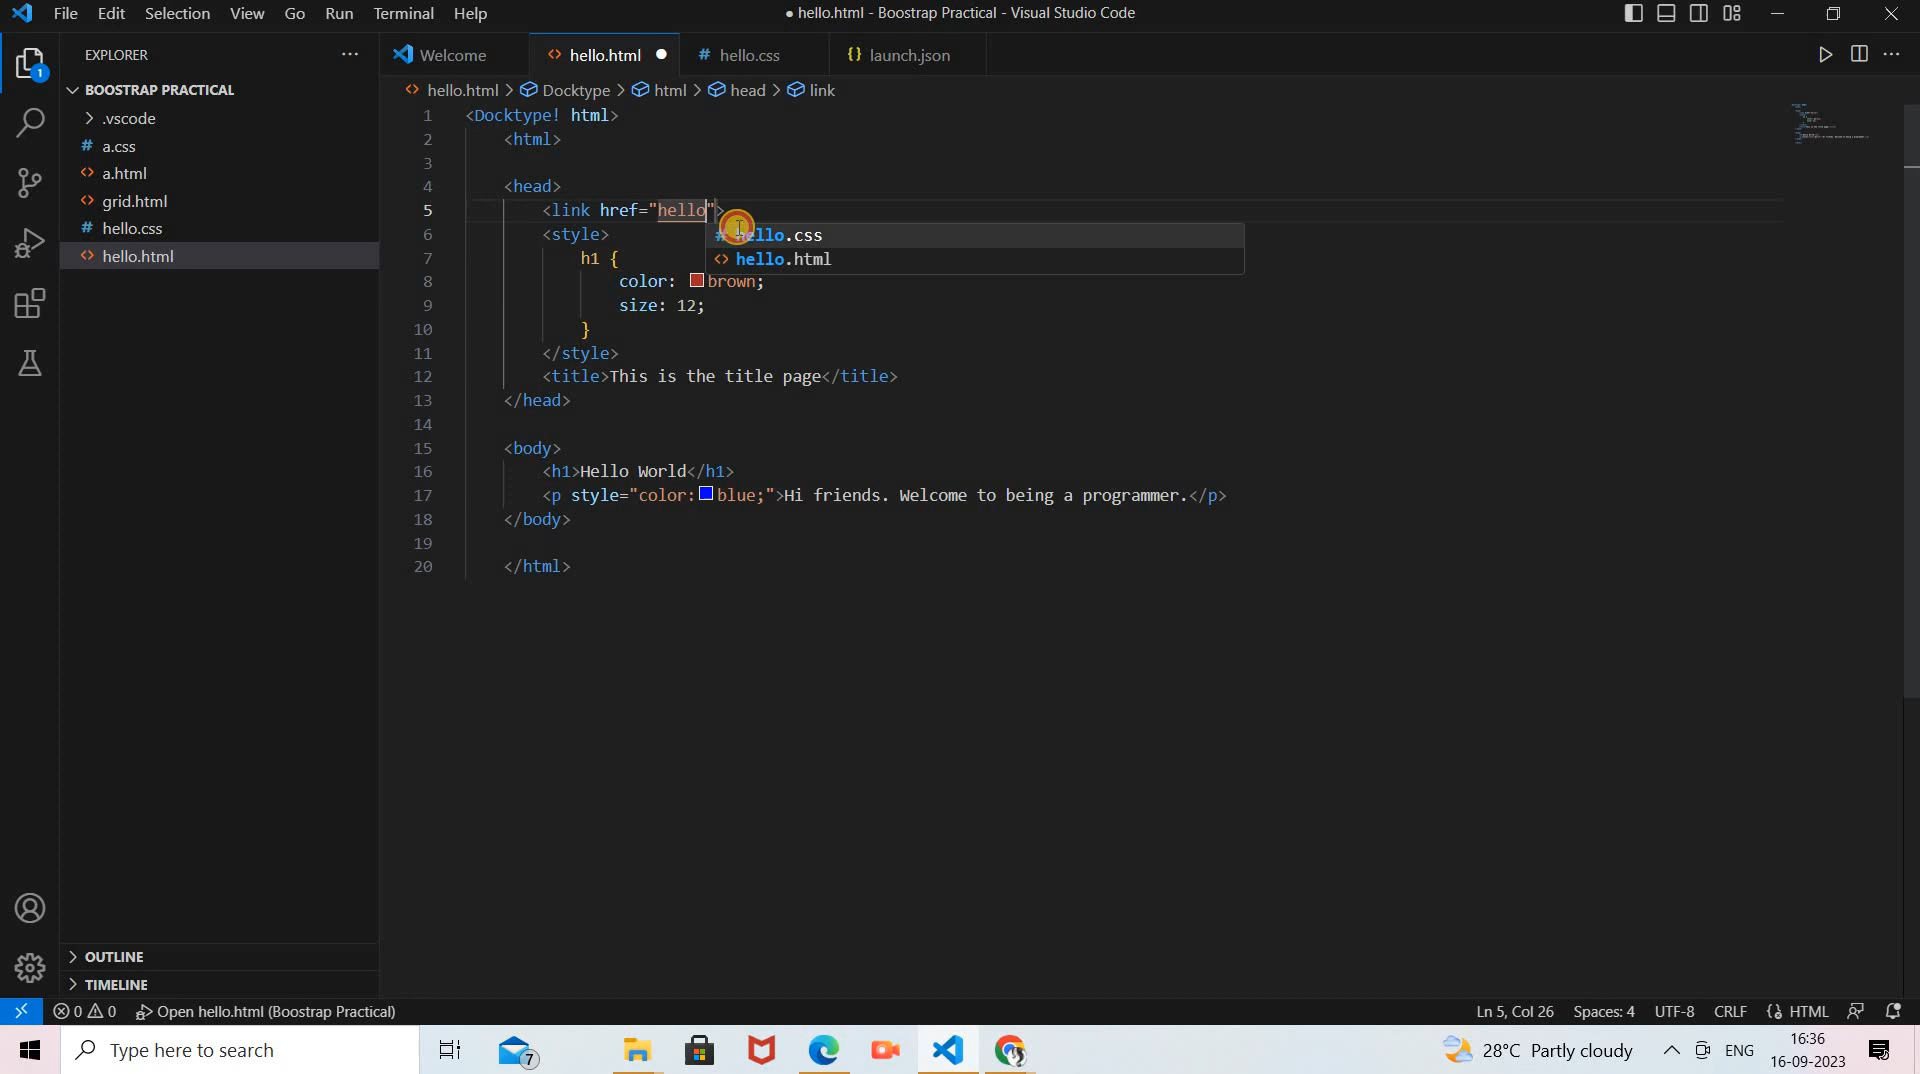 File Edit Selection View Go Run Terminal Help
● hello.html - Boostrap Practical - Visual Studio Code
EXPLORER
Welcome
hello.html
# hello.css
{} launch.json
BOOSTRAP PRACTICAL
hello.html > Docktype > html > head > link
.vscode
# a.css
a.html
grid.html
# hello.css
hello.html
1
1 <Docktype! html>
2 <html>
3
4 <head>
5 <link href="hello">
# hello.css
hello.html
6 <style>
7 h1 {
8 color: brown;
9 size: 12;
10 }
11 </style>
12 <title>This is the title page</title>
13 </head>
14
15 <body>
16 <h1>Hello World</h1>
17 <p style="color:blue;">Hi friends. Welcome to being a programmer.</p>
18 </body>
19
20 </html>
OUTLINE
TIMELINE
0 0 Open hello.html (Boostrap Practical)
Ln 5, Col 26 Spaces: 4 UTF-8 CRLF {} HTML
Type here to search
7
28°C Partly cloudy
ENG
16:36
16-09-2023